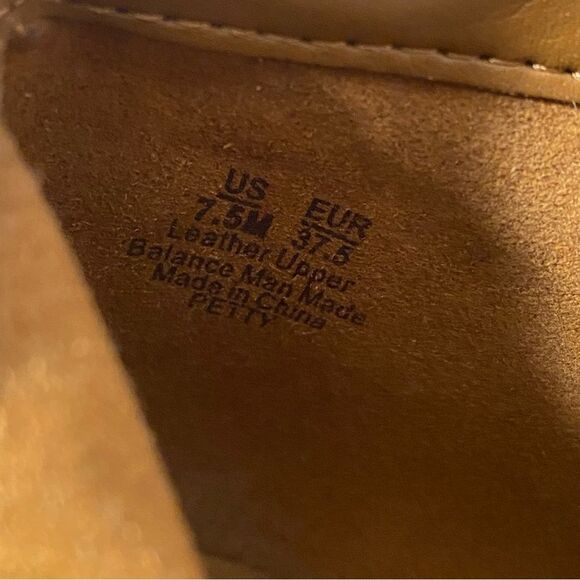 US EUR
7.5M 37.5
Leather Upper
Balance Man Made
Made in China
PETTY